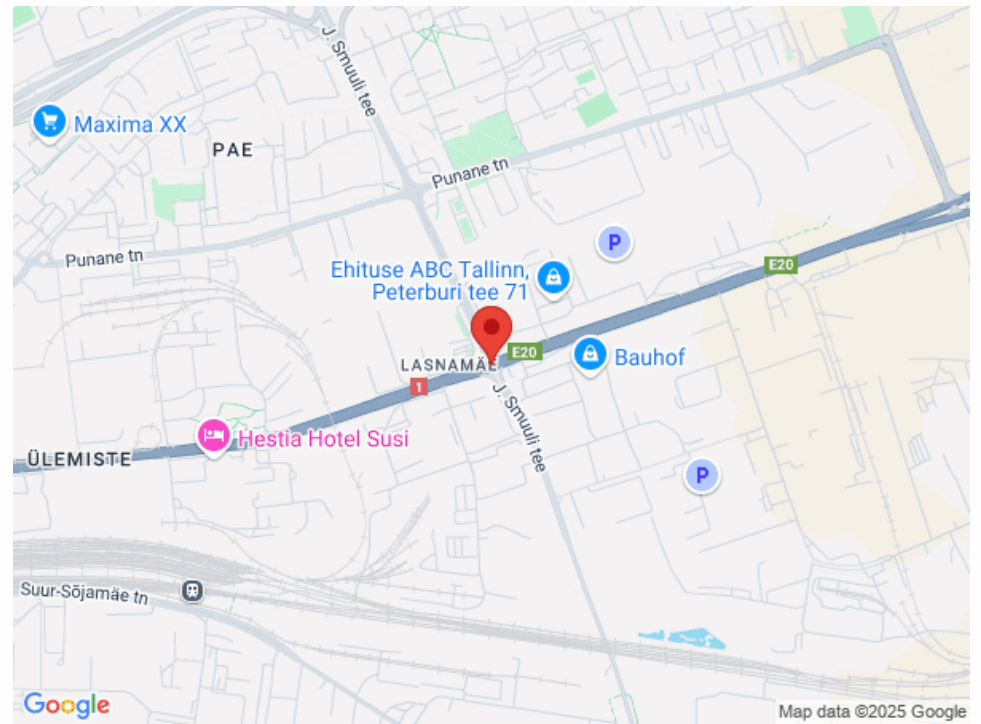 J. Smuuli tee
Maxima XX
PAE
Punane tn
Punane tn
P
E20
Ehituse ABC Tallinn,
Peterburi tee 71
E20
Bauhof
LASNAMÄE
1
J. Smuuli tee
Hestia Hotel Susi
ÜLEMISTE
P
Suur-Sõjamäe tn
Google
Map data ©2025 Google